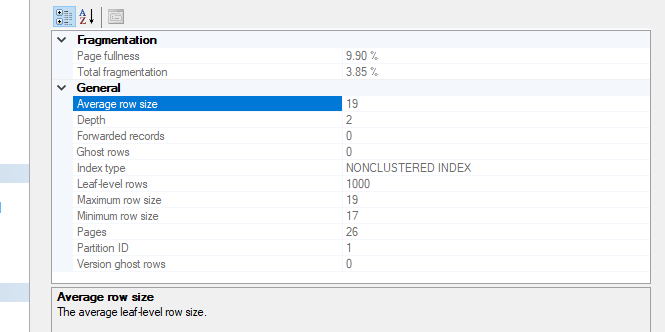 Fragmentation
Page fullness 9.90 %
Total fragmentation 3.85 %
General
Average row size 19
Depth 2
Forwarded records 0
Ghost rows 0
Index type NONCLUSTERED INDEX
Leaf-level rows 1000
Maximum row size 19
Minimum row size 17
Pages 26
Partition ID 1
Version ghost rows 0
Average row size
The average leaf-level row size.